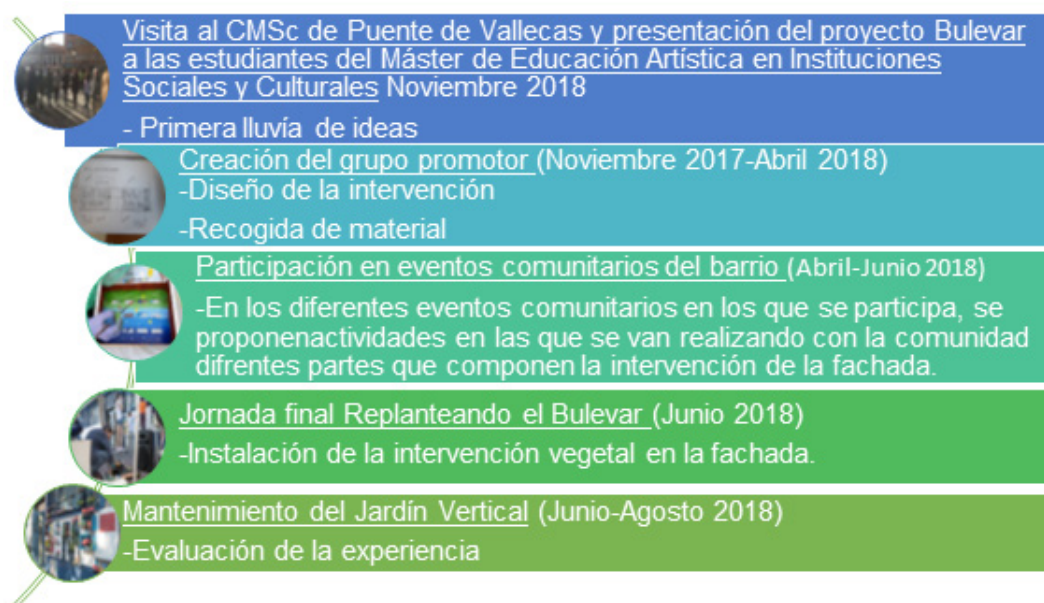 Visita al CMSc de Puente de Vallecas y presentación del proyecto Bulevar
a las estudiantes del Máster de Educación Artística en Instituciones
Sociales y Culturales Noviembre 2018
- Primera lluvía de ideas
Creación del grupo promotor (Noviembre 2017-Abril 2018)
-Diseño de la intervención
-Recogida de material
Participación en eventos comunitarios del barrio (Abril-Junio 2018)
-En los diferentes eventos comunitarios en los que se participa, se
proponenactividades en las que se van realizando con la comunidad
difrentes partes que componen la intervención de la fachada.
Jornada final Replanteando el Bulevar (Junio 2018)
-Instalación de la intervención vegetal en la fachada.
Mantenimiento del Jardín Vertical (Junio-Agosto 2018)
-Evaluación de la experiencia